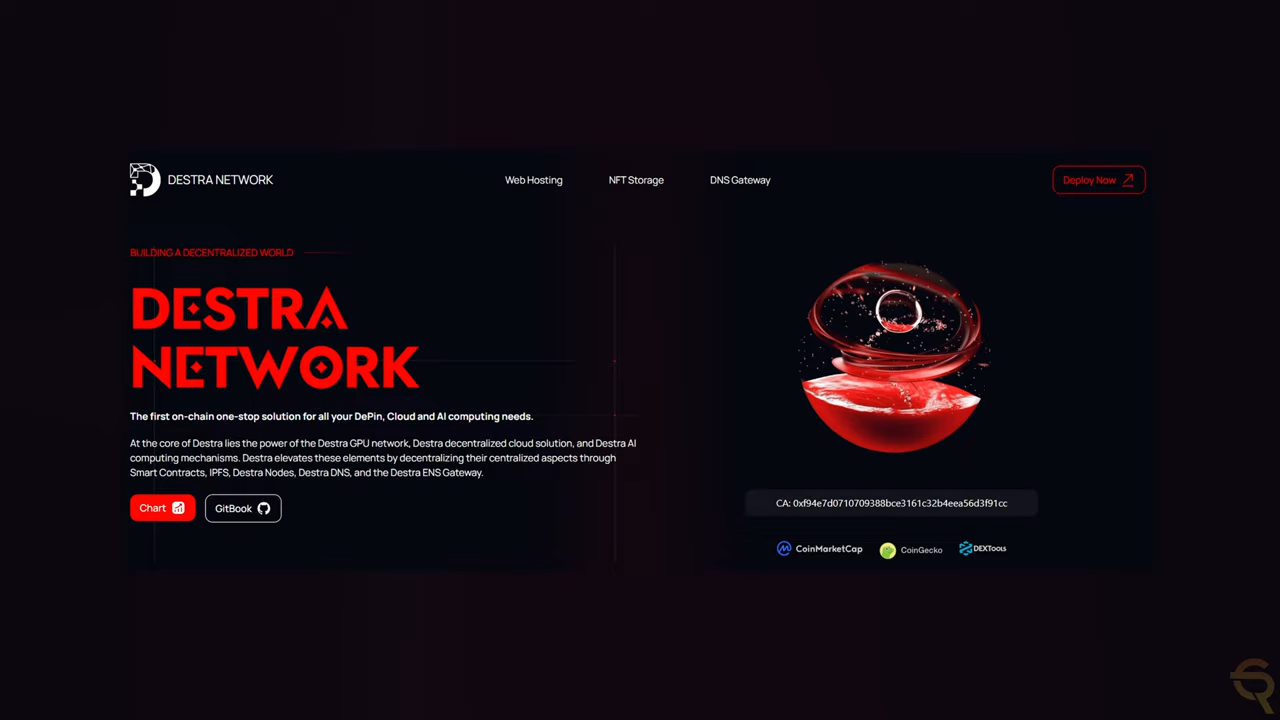 DESTRA NETWORK
Web Hosting
NFT Storage
DNS Gateway
Deploy Now
BUILDING A DECENTRALIZED WORLD
DESTRA
NETWORK
The first on-chain one-stop solution for all your DePin, Cloud and AI computing needs.
At the core of Destra lies the power of the Destra GPU network, Destra decentralized cloud solution, and Destra AI
computing mechanisms. Destra elevates these elements by decentralizing their centralized aspects through
Smart Contracts, IPFS, Destra Nodes, Destra DNS, and the Destra ENS Gateway.
Chart
GitBook
CA: 0xf94e7d0710709388bce3161c32b4eea56d3f91cc
CoinMarketCap
CoinGecko
DEXTools